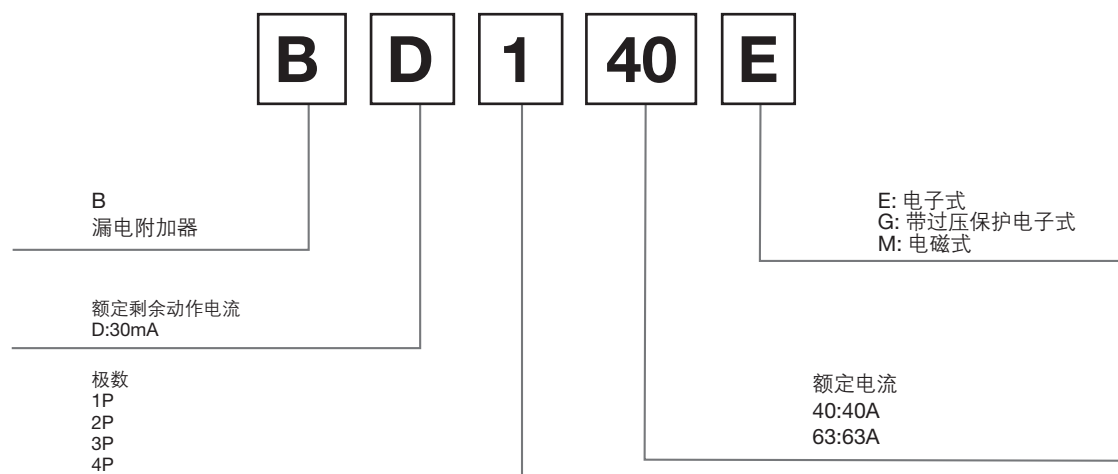 B D 1 40 E
B
漏电附加器
额定剩余动作电流
D:30mA
极数
1P
2P
3P
4P
E: 电子式
G: 带过压保护电子式
M: 电磁式
额定电流
40:40A
63:63A